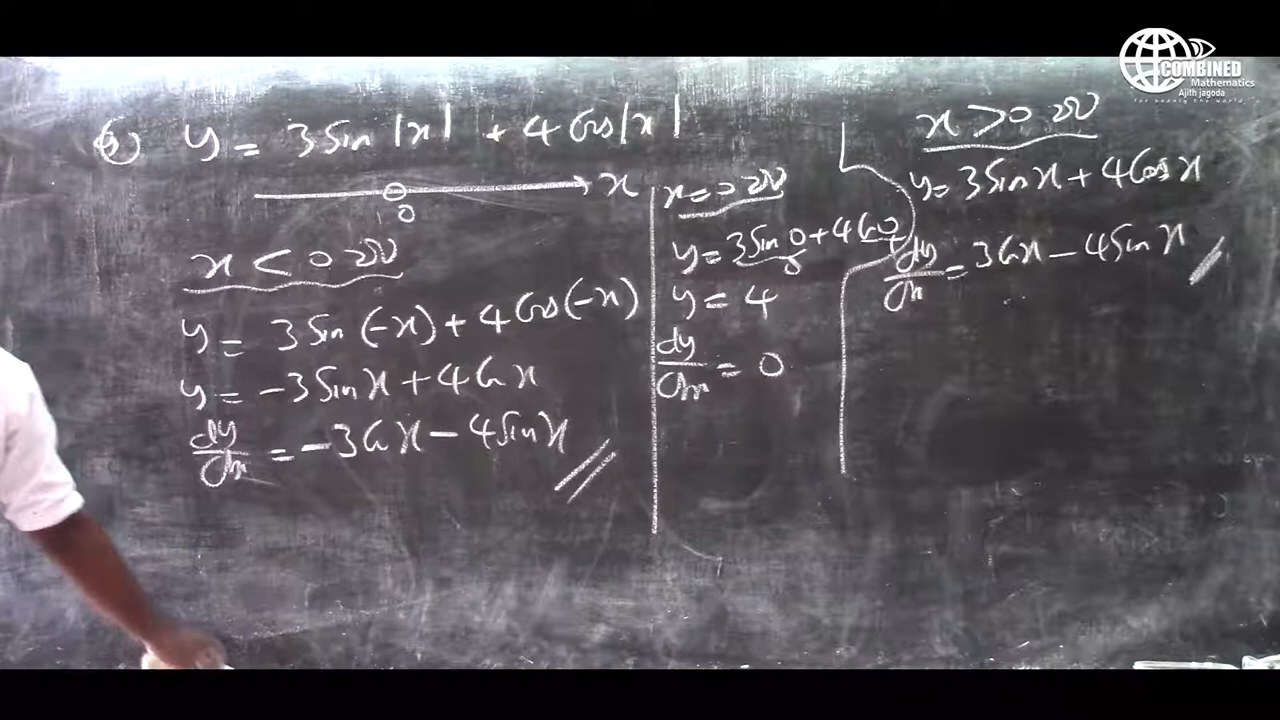 COMBINED
Mathematics
Ajith Jagoda
y = 3 Sin |x| + 4 Cos |x|
x
0
x < 0 විට
y = 3 Sin (-x) + 4 Cos (-x)
y = -3 Sin x + 4 Cos x
dy/dx = -3 Cos x - 4 Sin x
x = 0 විට
y = 3 Sin 0 + 4 Cos 0
0
y = 4
dy/dx = 0
x > 0 විට
y = 3 Sin x + 4 Cos x
dy/dx = 3 Cos x - 4 Sin x